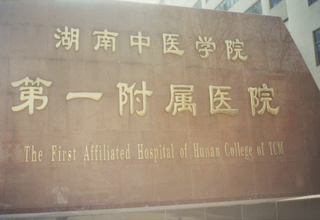 湖南中医学院
第一附属医院
The First Affiliated Hospital of Hunan College of TCM